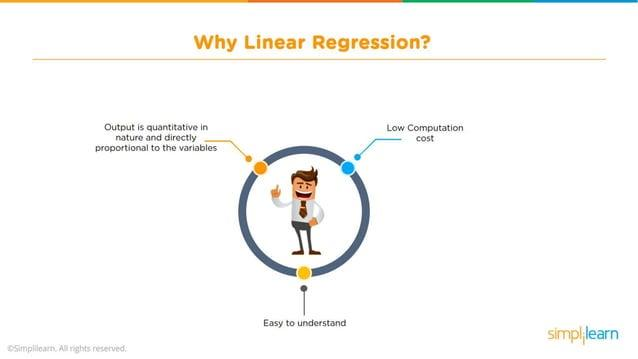 Why Linear Regression?
Output is quantitative in
nature and directly
proportional to the variables
Low Computation
cost
Easy to understand
©Simplilearn. All rights reserved.
simplilearn